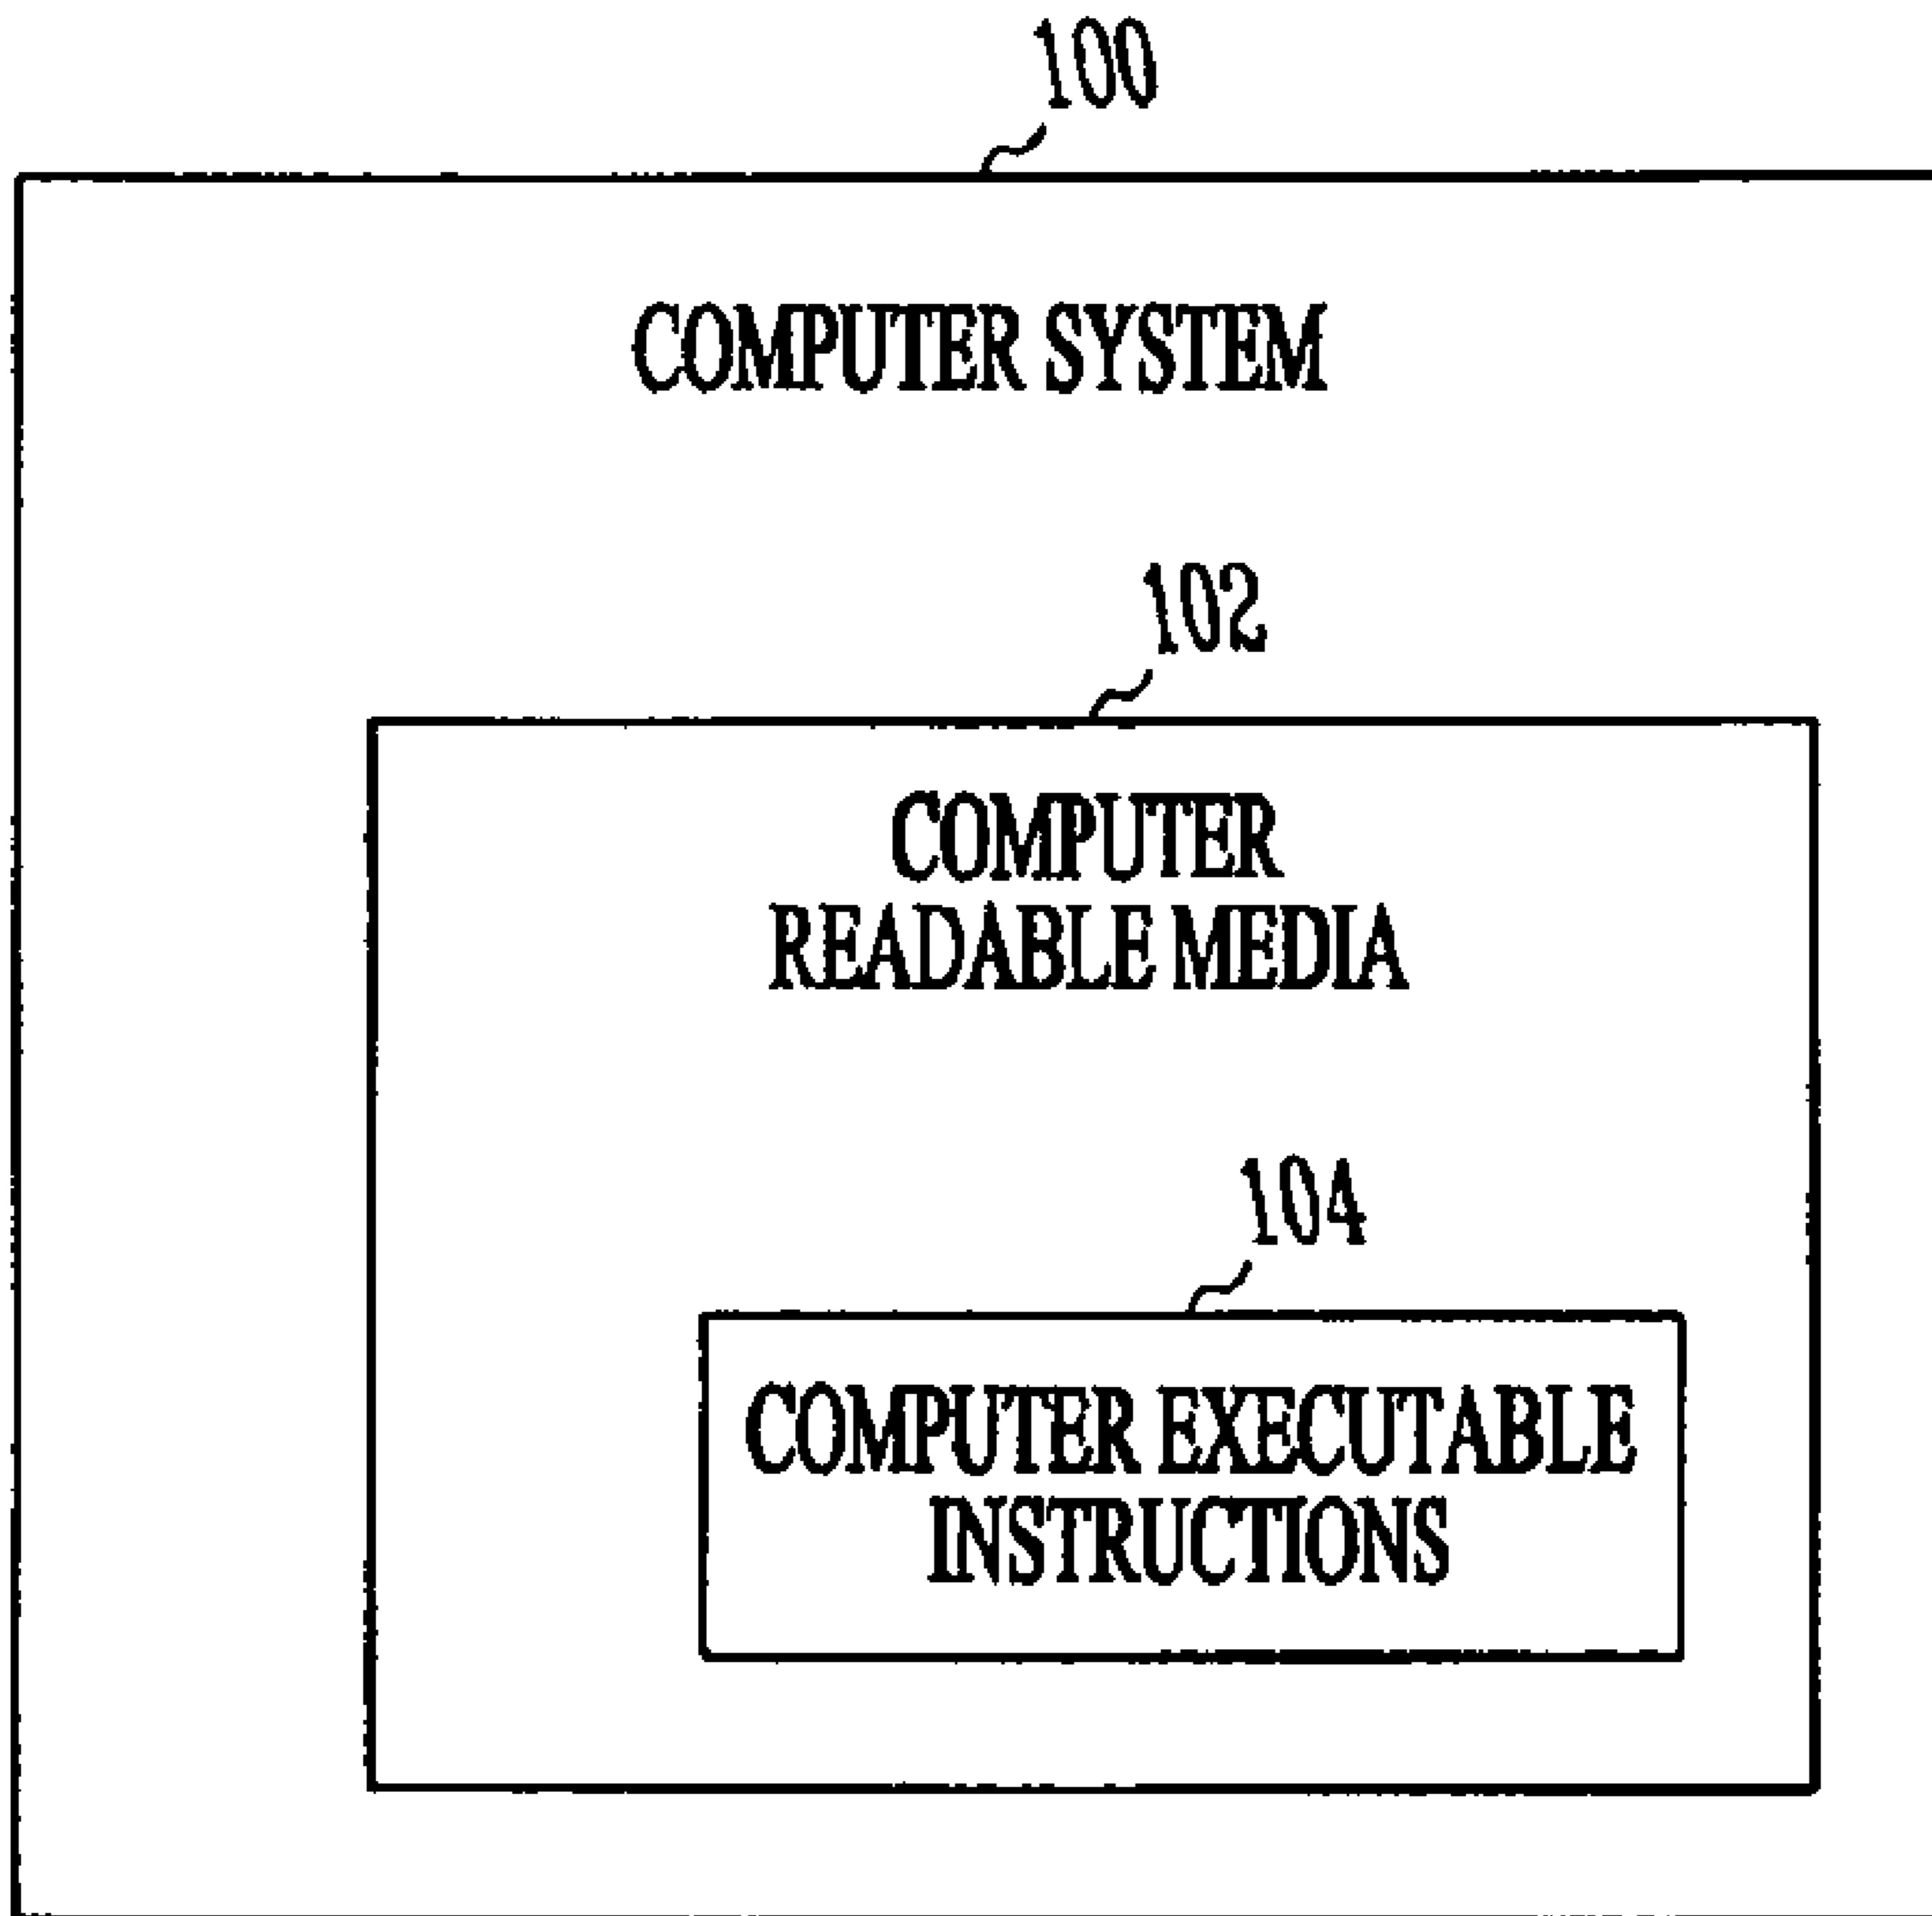 100
COMPUTER SYSTEM
102
COMPUTER
READABLE MEDIA
104
COMPUTER EXECUTABLE
INSTRUCTIONS